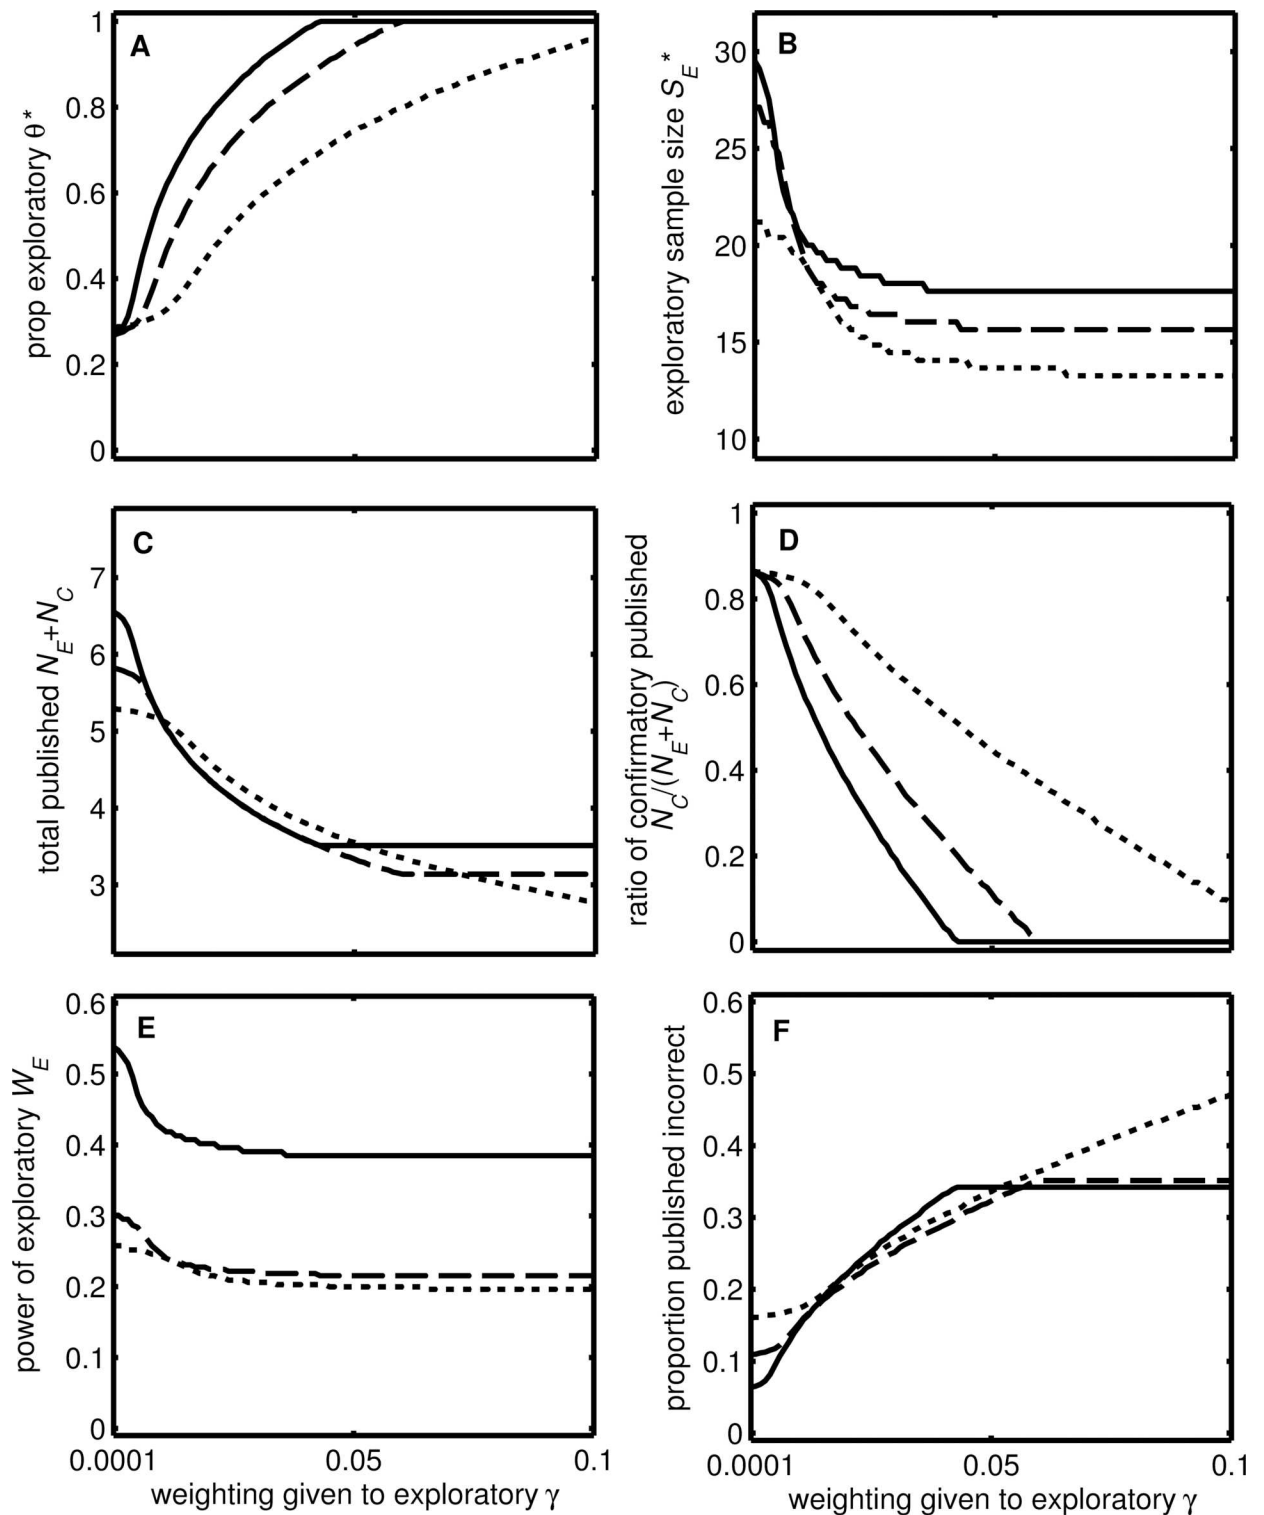 A
prop exploratory θ*
1
0.8
0.6
0.4
0.2
0
B
exploratory sample size S_E*
30
25
20
15
10
C
total published N_E+N_C
7
6
5
4
3
D
ratio of confirmatory published
N_C/(N_E+N_C)
1
0.8
0.6
0.4
0.2
0
E
power of exploratory W_E
0.6
0.5
0.4
0.3
0.2
0.1
0
0.0001 0.05 0.1
weighting given to exploratory γ
F
proportion published incorrect
0.6
0.5
0.4
0.3
0.2
0.1
0
0.0001 0.05 0.1
weighting given to exploratory γ